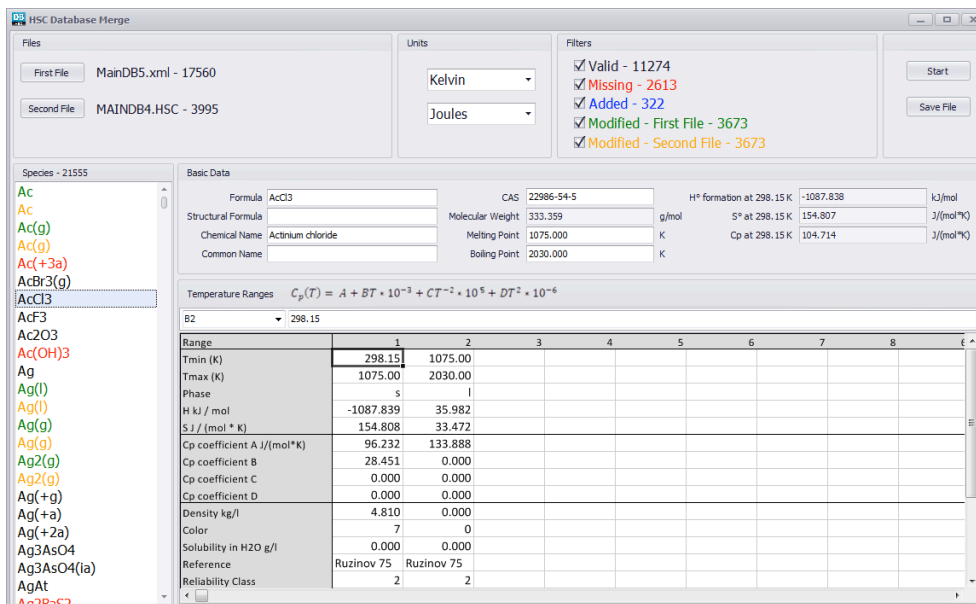 HSC Database Merge
Files
First File MainDB5.xml - 17560
Second File MAINDB4.HSC - 3995
Units
Kelvin
Joules
Filters
Valid - 11274
Missing - 2613
Added - 322
Modified - First File - 3673
Modified - Second File - 3673
Start
Save File
Species - 21555
Ac
Ac
Ac(g)
Ac(g)
Ac(+3a)
AcBr3(g)
AcCl3
AcF3
Ac2O3
Ac(OH)3
Ag
Ag(l)
Ag(l)
Ag(g)
Ag(g)
Ag2(g)
Ag2(g)
Ag(+g)
Ag(+a)
Ag(+2a)
Ag3AsO4
Ag3AsO4(ia)
AgAt
Ag2BaS2
Basic Data
Formula AcCl3 CAS 22986-54-5 H° formation at 298.15 K -1087.838 kJ/mol
Structural Formula Molecular Weight 333.359 g/mol S° at 298.15 K 154.807 J/(mol*K)
Chemical Name Actinium chloride Melting Point 1075.000 K Cp at 298.15 K 104.714 J/(mol*K)
Common Name Boiling Point 2030.000 K
Temperature Ranges Cp(T) = A + BT * 10⁻³ + CT⁻² * 10⁵ + DT² * 10⁻⁶
B2 298.15
Range 1 2 3 4 5 6 7 8
Tmin (K) 298.15 1075.00
Tmax (K) 1075.00 2030.00
Phase s l
H kJ / mol -1087.839 35.982
S J / (mol * K) 154.808 33.472
Cp coefficient A J/(mol*K) 96.232 133.888
Cp coefficient B 28.451 0.000
Cp coefficient C 0.000 0.000
Cp coefficient D 0.000 0.000
Density kg/l 4.810 0.000
Color 7 0
Solubility in H2O g/l 0.000 0.000
Reference Ruzinov 75 Ruzinov 75
Reliability Class 2 2